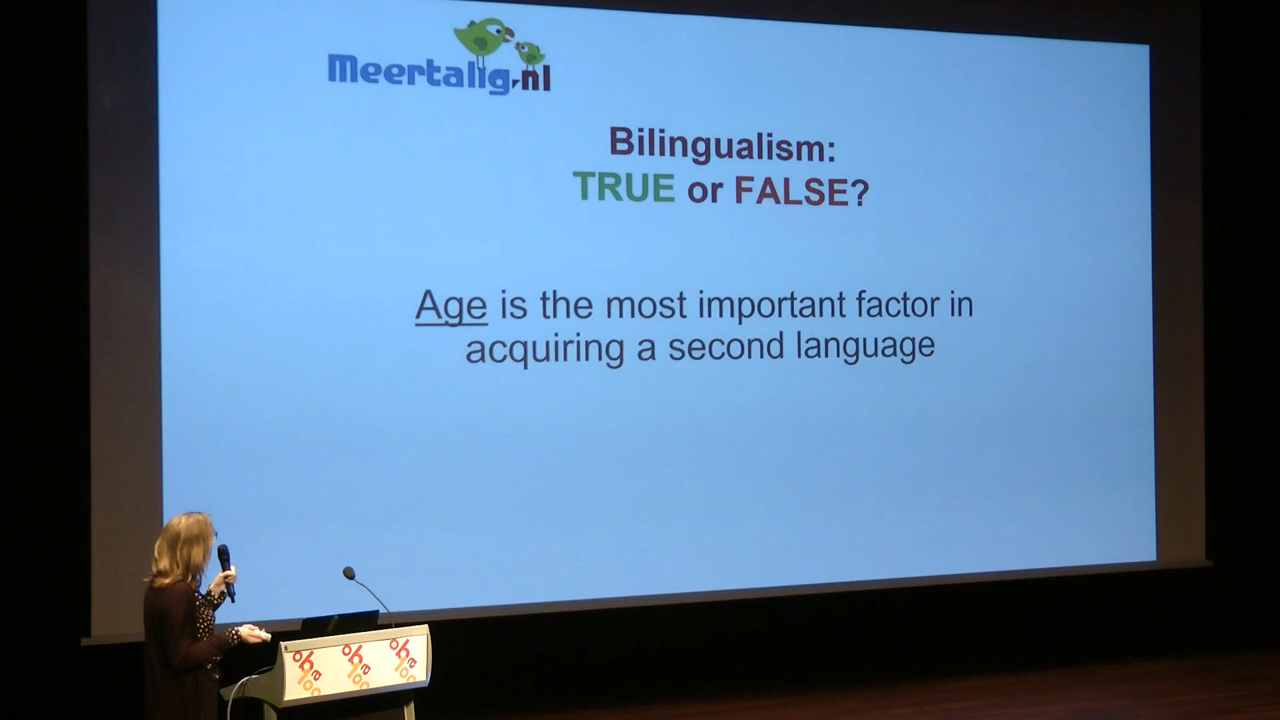 Meertalig.nl
Bilingualism:
TRUE or FALSE?
Age is the most important factor in
acquiring a second language